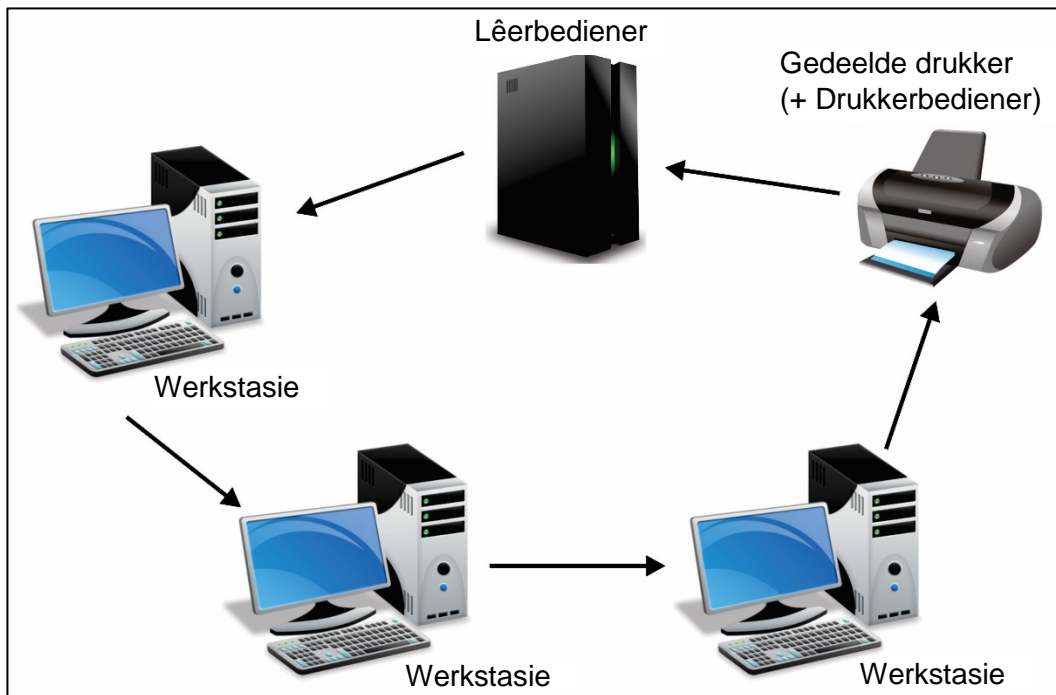 Lêerbediener
Gedeelde drukker
(+ Drukkerbediener)
Werkstasie
Werkstasie
Werkstasie